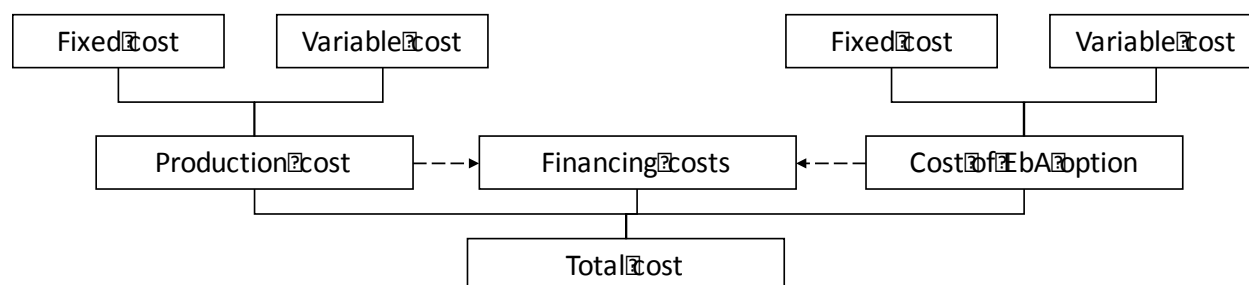 Fixed cost
Variable cost
Fixed cost
Variable cost
Production cost
Financing costs
Cost of EbA option
Total cost